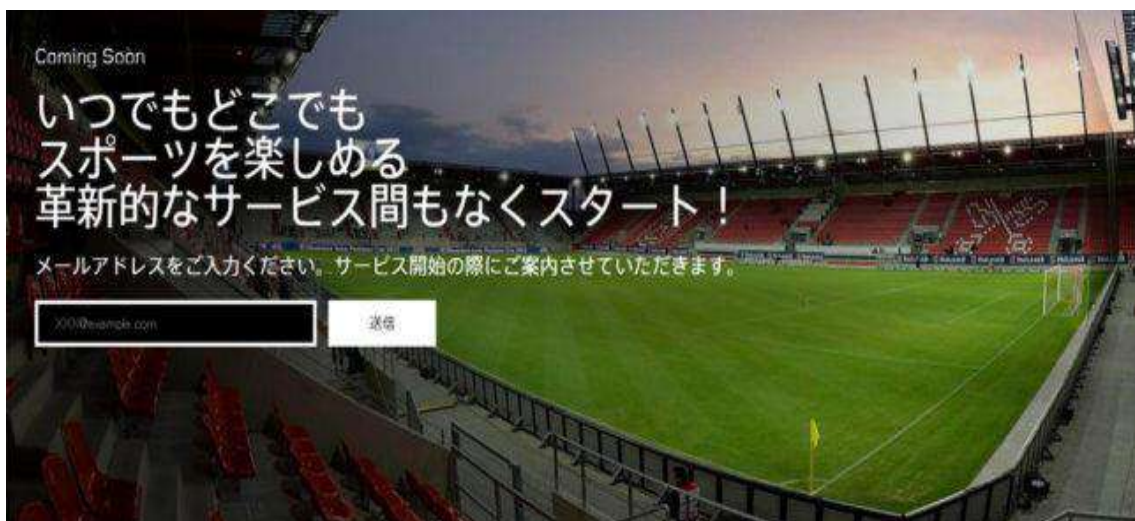 Coming Soon
いつでもどこでも
スポーツを楽しめる
革新的なサービス間もなくスタート！
メールアドレスをご入力ください。サービス開始の際にご案内させていただきます。
XXX@example.com
送信